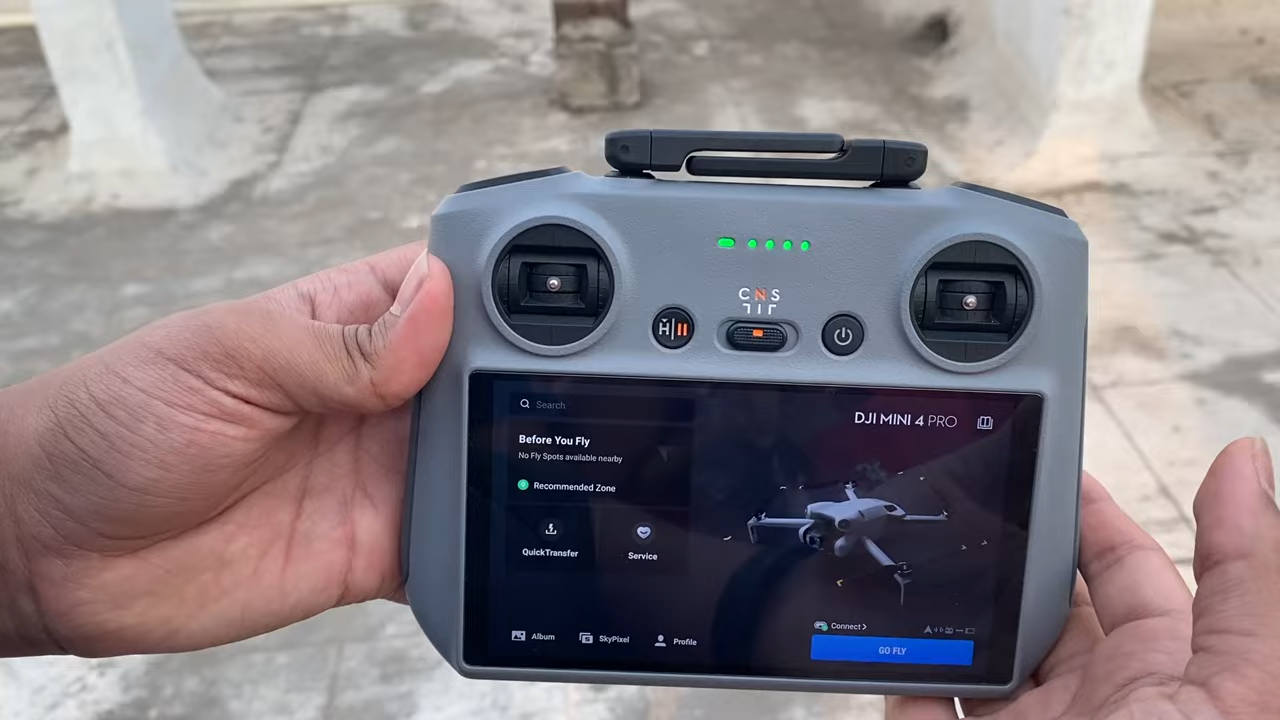 C N S
H
Search
DJI MINI 4 PRO
Before You Fly
No Fly Spots available nearby
Recommended Zone
QuickTransfer
Service
Album
SkyPixel
Profile
Connect >
GO FLY